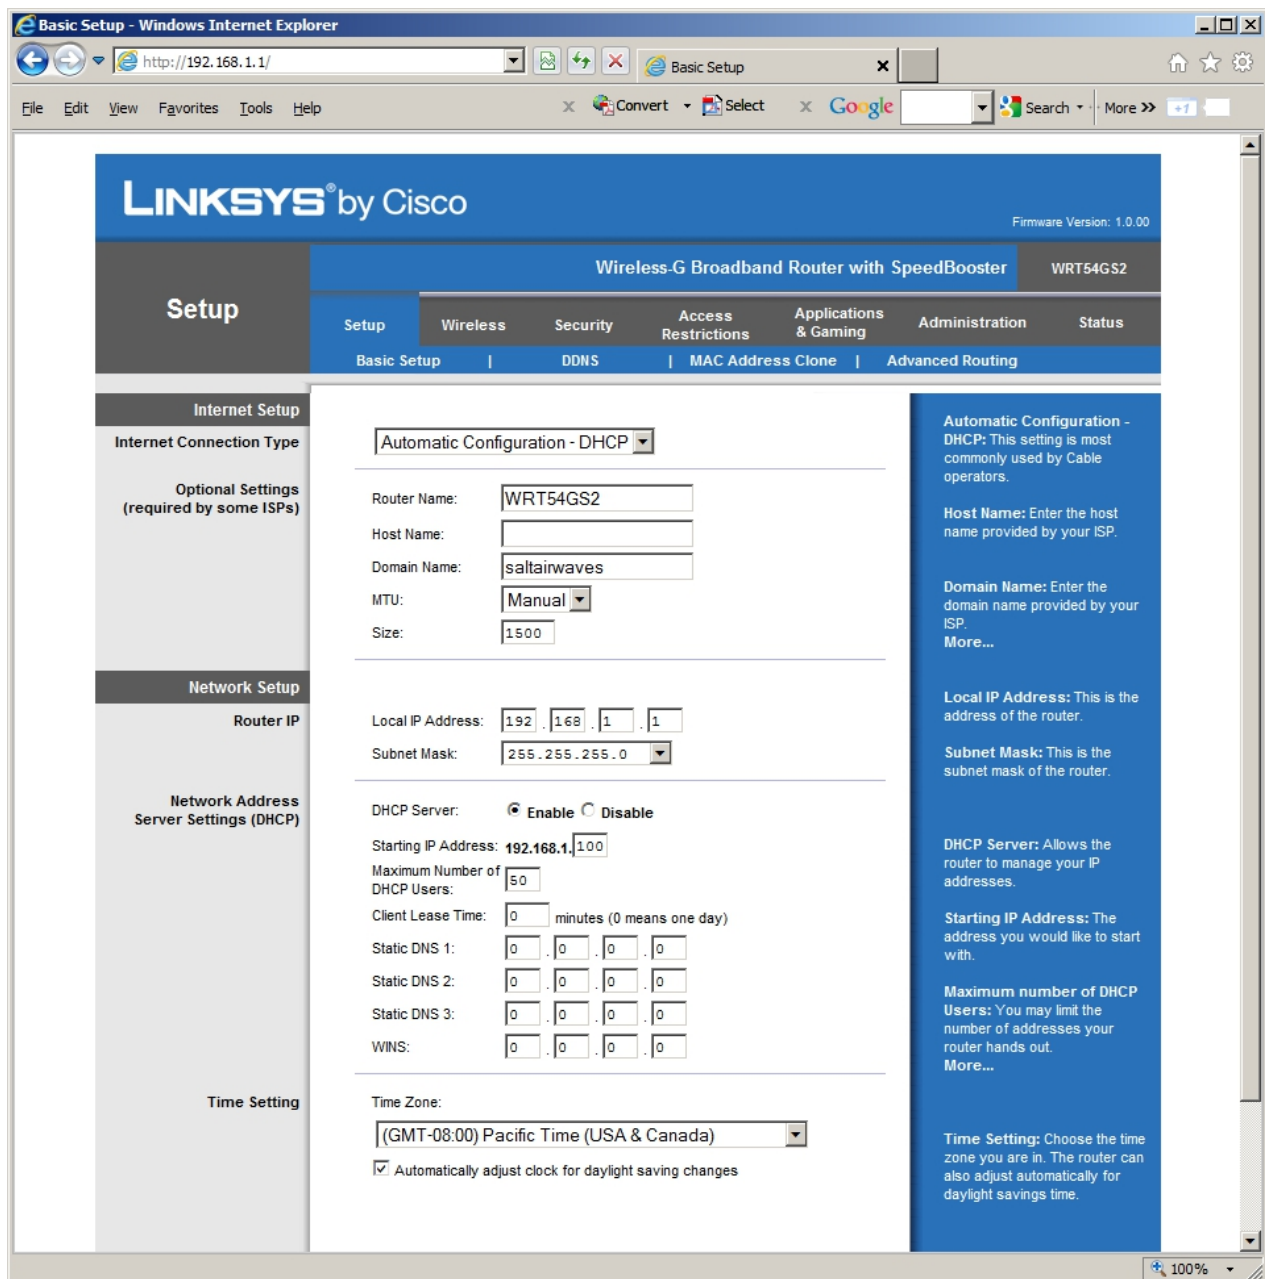 Basic Setup - Windows Internet Explorer
http://192.168.1.1/
Basic Setup
File Edit View Favorites Tools Help
x Convert Select x Google Search More >> +1
LINKSYS® by Cisco
Firmware Version: 1.0.00
Wireless-G Broadband Router with SpeedBooster WRT54GS2
Setup
Setup Wireless Security Access Restrictions Applications & Gaming Administration Status
Basic Setup | DDNS | MAC Address Clone | Advanced Routing
Internet Setup
Internet Connection Type
Automatic Configuration - DHCP
Optional Settings
(required by some ISPs)
Router Name: WRT54GS2
Host Name:
Domain Name: saltairwaves
MTU: Manual
Size: 1500
Network Setup
Router IP
Local IP Address: 192 . 168 . 1 . 1
Subnet Mask: 255.255.255.0
Network Address
Server Settings (DHCP)
DHCP Server: Enable Disable
Starting IP Address: 192.168.1. 100
Maximum Number of
DHCP Users: 50
Client Lease Time: 0 minutes (0 means one day)
Static DNS 1: 0 . 0 . 0 . 0
Static DNS 2: 0 . 0 . 0 . 0
Static DNS 3: 0 . 0 . 0 . 0
WINS: 0 . 0 . 0 . 0
Time Setting
Time Zone:
(GMT-08:00) Pacific Time (USA & Canada)
Automatically adjust clock for daylight saving changes
Automatic Configuration -
DHCP: This setting is most
commonly used by Cable
operators.
Host Name: Enter the host
name provided by your ISP.
Domain Name: Enter the
domain name provided by your
ISP.
More...
Local IP Address: This is the
address of the router.
Subnet Mask: This is the
subnet mask of the router.
DHCP Server: Allows the
router to manage your IP
addresses.
Starting IP Address: The
address you would like to start
with.
Maximum number of DHCP
Users: You may limit the
number of addresses your
router hands out.
More...
Time Setting: Choose the time
zone you are in. The router can
also adjust automatically for
daylight savings time.
100%